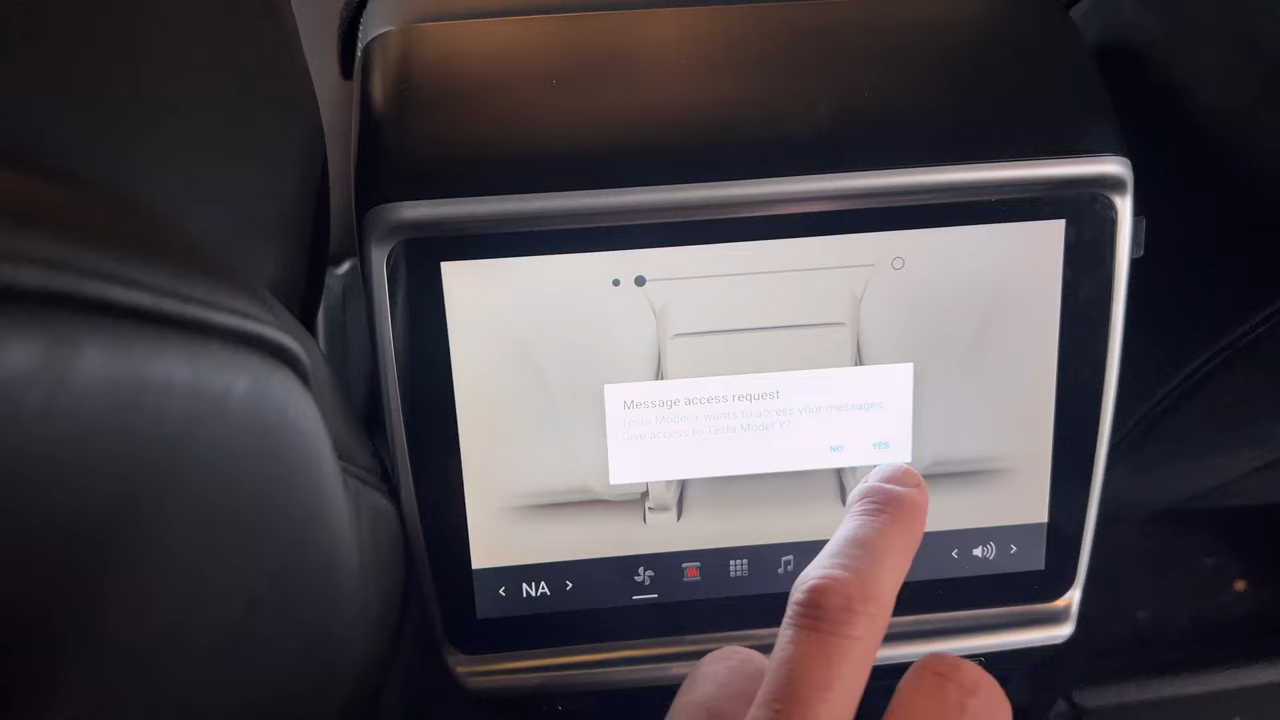 Message access request
Tesla Model Y wants to access your messages.
Give access to Tesla Model Y?
NO YES
< NA > < >